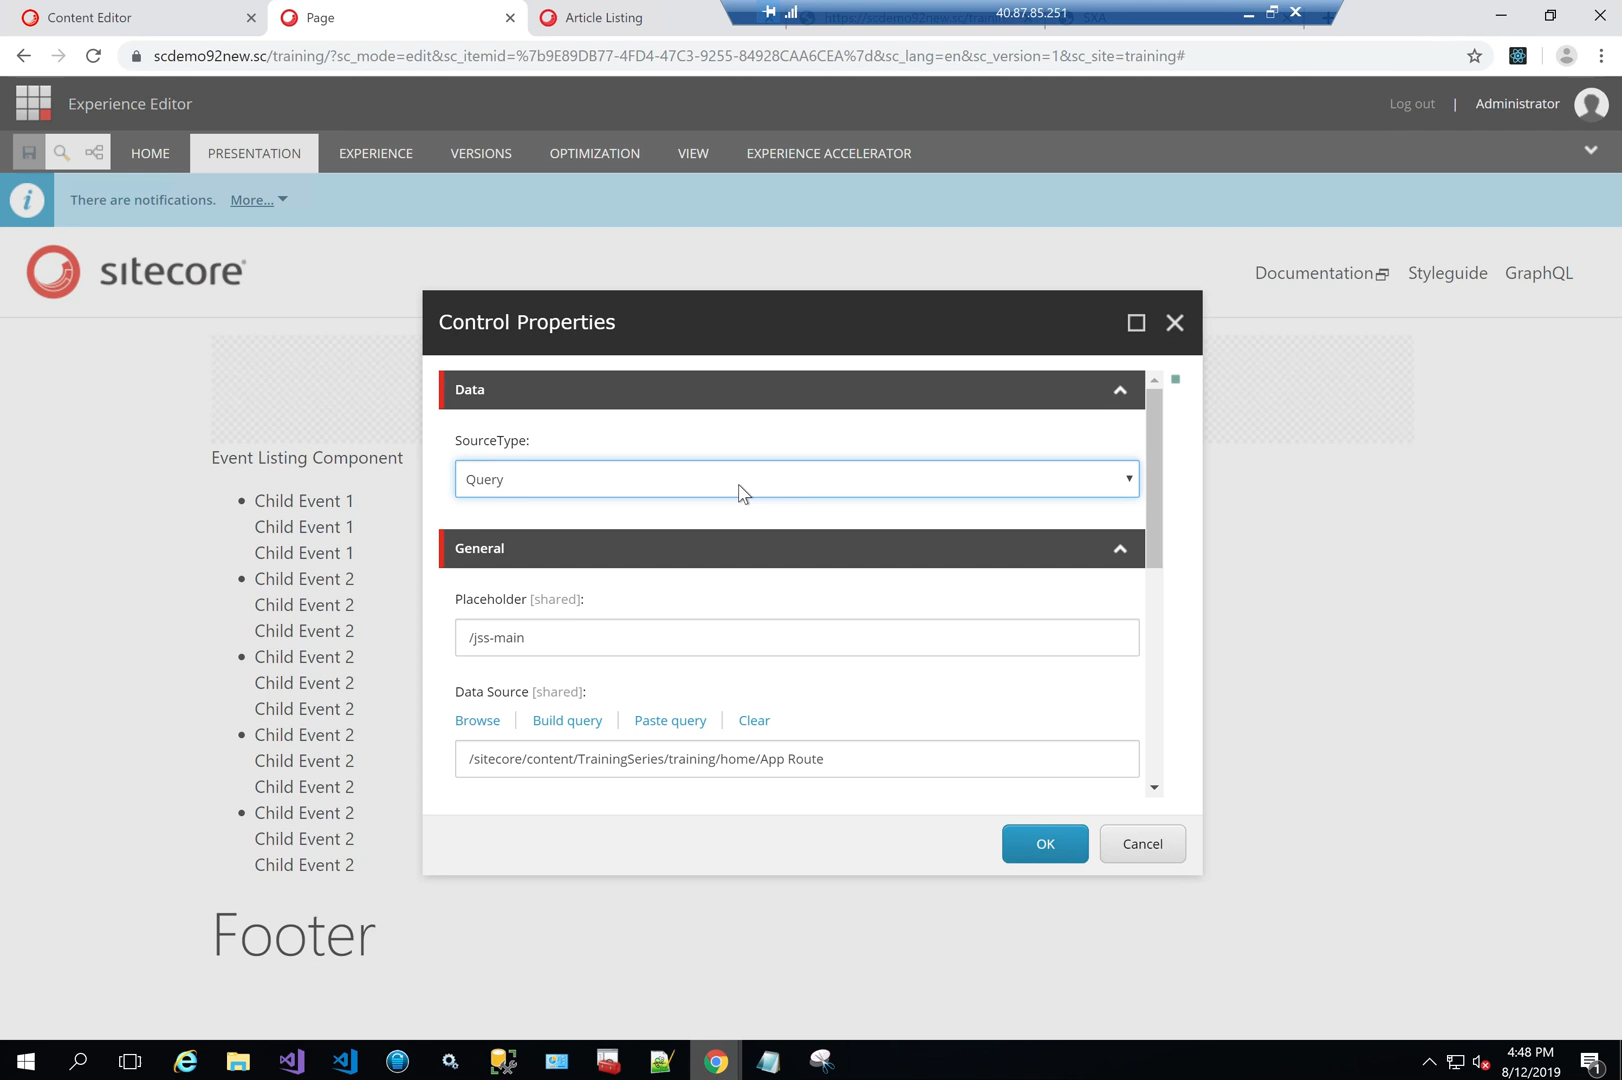 Content Editor
Page
Article Listing
40.87.85.251
https://scdemo92new.sc/train
SXA
scdemo92new.sc/training/?sc_mode=edit&sc_itemid=%7b9E89DB77-4FD4-47C3-9255-84928CAA6CEA%7d&sc_lang=en&sc_version=1&sc_site=training#
Experience Editor
Log out | Administrator
HOME
PRESENTATION
EXPERIENCE
VERSIONS
OPTIMIZATION
VIEW
EXPERIENCE ACCELERATOR
There are notifications. More...
sitecore
Documentation
Styleguide
GraphQL
Control Properties
Data
SourceType:
Query
General
Placeholder [shared]:
/jss-main
Data Source [shared]:
Browse
Build query
Paste query
Clear
/sitecore/content/TrainingSeries/training/home/App Route
OK
Cancel
Event Listing Component
Child Event 1
Child Event 1
Child Event 1
Child Event 2
Child Event 2
Child Event 2
Child Event 2
Child Event 2
Child Event 2
Child Event 2
Child Event 2
Child Event 2
Child Event 2
Child Event 2
Child Event 2
Footer
4:48 PM
8/12/2019
1